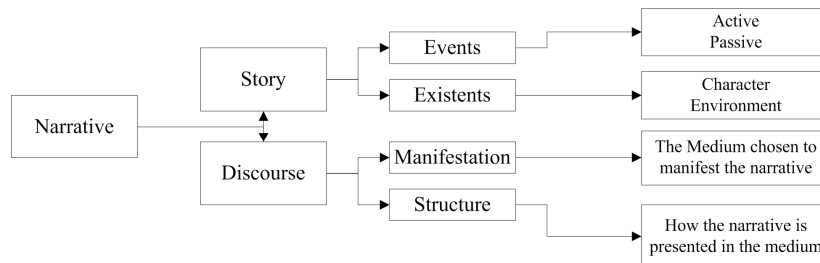 Narrative
Story
Discourse
Events
Existents
Manifestation
Structure
Active
Passive
Character
Environment
The Medium chosen to
manifest the narrative
How the narrative is
presented in the medium